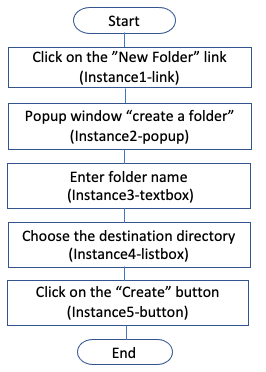 Start
Click on the ”New Folder” link
(Instance1-link)
Popup window “create a folder”
(Instance2-popup)
Enter folder name
(Instance3-textbox)
Choose the destination directory
(Instance4-listbox)
Click on the “Create” button
(Instance5-button)
End